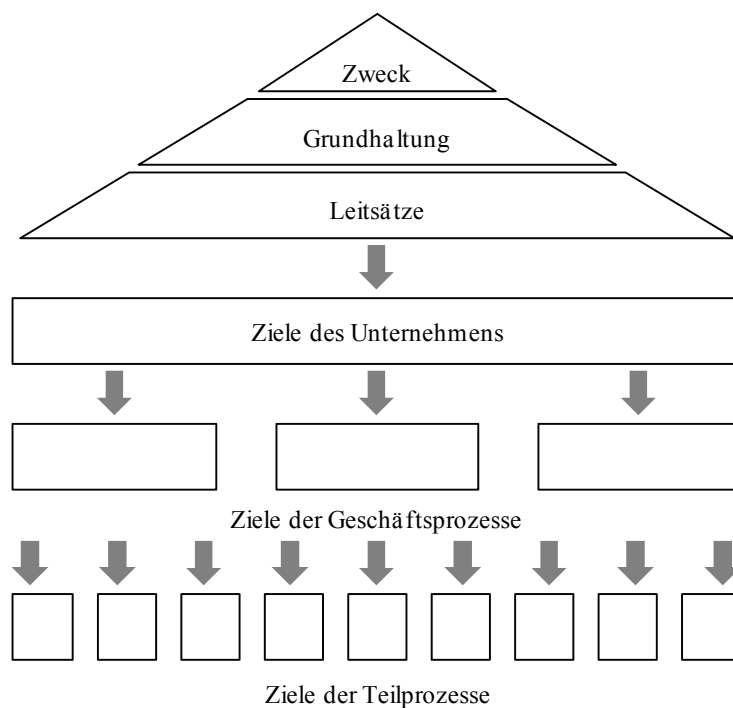 Zweck
Grundhaltung
Leitsätze
Ziele des Unternehmens
Ziele der Geschäftsprozesse
Ziele der Teilprozesse